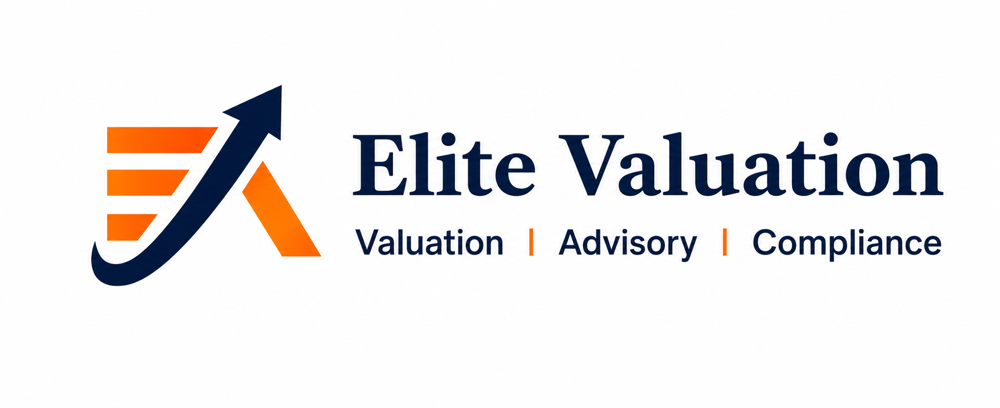 Elite Valuation
Valuation | Advisory | Compliance